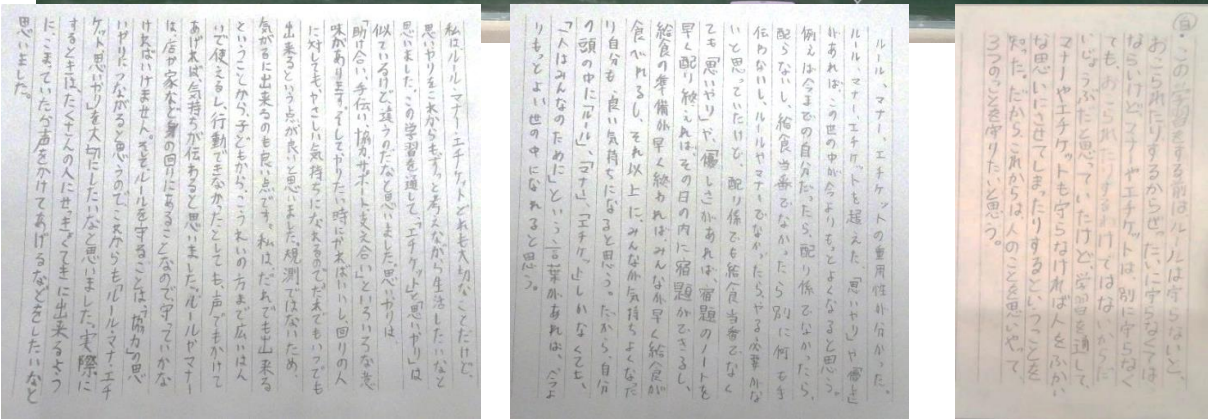 私は、ルール・マナー・エチケットどれも大切なことだけど、
思いやりをこれからもずっと考えながら生活したいなと
思いました。この学習を通して、「エチケット」と「思いやり」は
似ているけど違うのだなと思いました。思いやりは、
「助け合い、手伝い、協力、サポート、支え合い」といろいろな意
味があります。そしてやりたい時にやればいいし、回りの人
に対しても、やさしい気持ちになれるので、だれでもいつでも
出来るという点が良いと思いました。規測ではないため、
気がるに出来るのも良い点です。私は、だれでも出来る
ということから、子どもから、こうれいの方まで広いはん
いで使えるし、行動できなかったとしても、声でもかけて
あげれば、気持ちが伝わると思いました。ルールやマナー
は、店や家など身の回りにあること」なので守っていかな
ければいけません。そのルールを守ることは、「協力」の思
いやりにつながると思うのでこれからも「ルール・マナー・エチ
ケット・思いやり」を大切にしたいなと思いました。実際に
するときは、たくさんの人にせっきょくてきに出来るよう
に、こまっていたら声をかけてあげるなどをしたいなと
思いました。
ルール、マナー、エチケットの重用性が分かった。
ルール、マナー、エチケットを超えた「思いやり」や「優しさ」
があれば、この世が今よりもっとよくなると思う。
例えば今までの自分だったら、配り係でなかったら、
配らないし、給食当番でなかったら別に何も手
伝わないし、ルールやマナーでなかったら、やる必要がな
いと思っていたけど、配り係でも給食当番でなく
ても「思いやり」や、「優しさ」があれば、宿題のノートを
早く配り終えればその日の内に宿題ができるし、
給食の準備が早く終わればみんなが早く給食が
食べれるし、それ以上に、みんなが気持ちよくなった
り自分も、良い気持ちになると思う。だから、自分
の頭の中に「ルール」、「マナー」、「エチケット」しかなくても、
「一人はみんなのために」という言葉があれば、今よ
りもっとよい世の中になれると思う。
・この学習をする前は、ルールは守らないと、
おこられたりするからぜったいに守らなくては
ならないけど、マナーやエチケットは別に守らなく
ても、おこられたりするわけではないからだ
いじょうぶだと思っていたけど学習を通して、
マナーやエチケットも守らなければ人をふかい
な思いにさせてしまったりするということを
知った。だから、これからは、人のことを思いやって
3つのことを守りたいと思う。